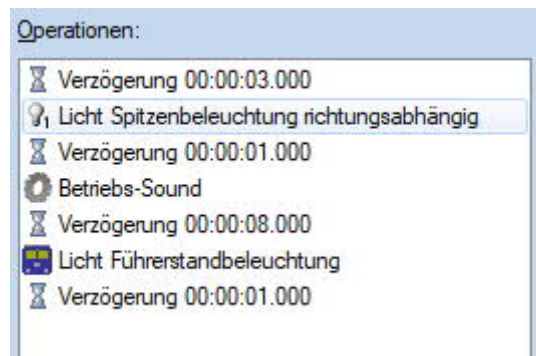 Operationen:
Verzögerung 00:00:03.000
1 Licht Spitzenbeleuchtung richtungsabhängig
Verzögerung 00:00:01.000
Betriebs-Sound
Verzögerung 00:00:08.000
Licht Führerstandbeleuchtung
Verzögerung 00:00:01.000